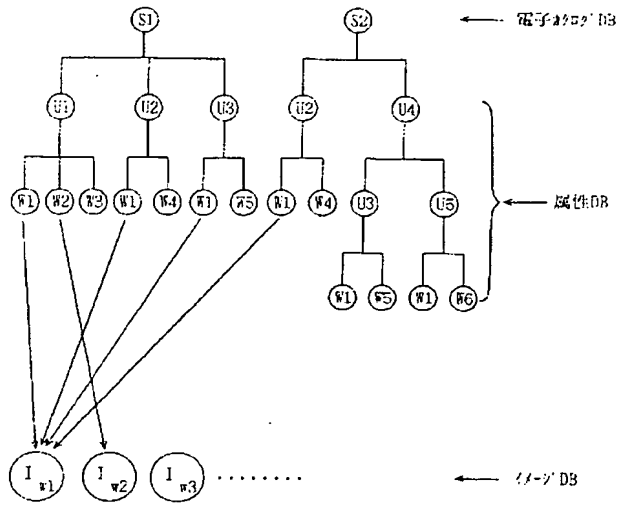 S1 S2 電子カタログDB
U1 U2 U3 U2 U4
W1 W2 W3 W1 W4 W1 W5 W1 W4 U3 U5 属性DB
W1 W5 W1 W6
Iw1 Iw2 Iw3 ········ イメージDB